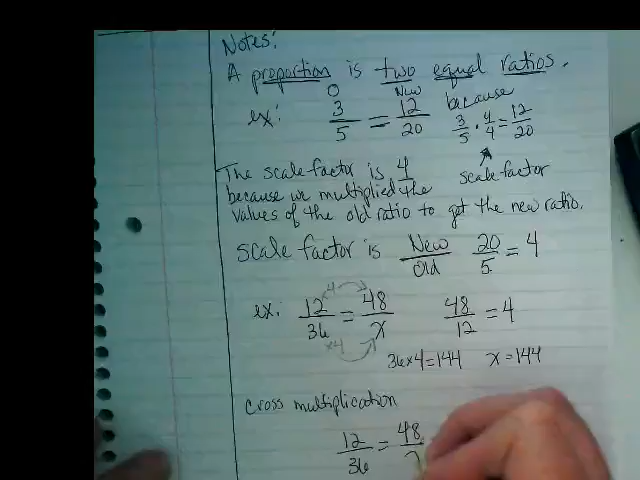 Notes:
A proportion is two equal ratios.
O New because
ex: 3/5 = 12/20 3/5 · 4/4 = 12/20
The scale factor is 4 scale factor
because we multiplied the
values of the old ratio to get the new ratio.
scale factor is New/Old 20/5 = 4
ex: 12/36 = 48/x 48/12 = 4
×4
36×4=144 x=144
cross multiplication
12/36 = 48/